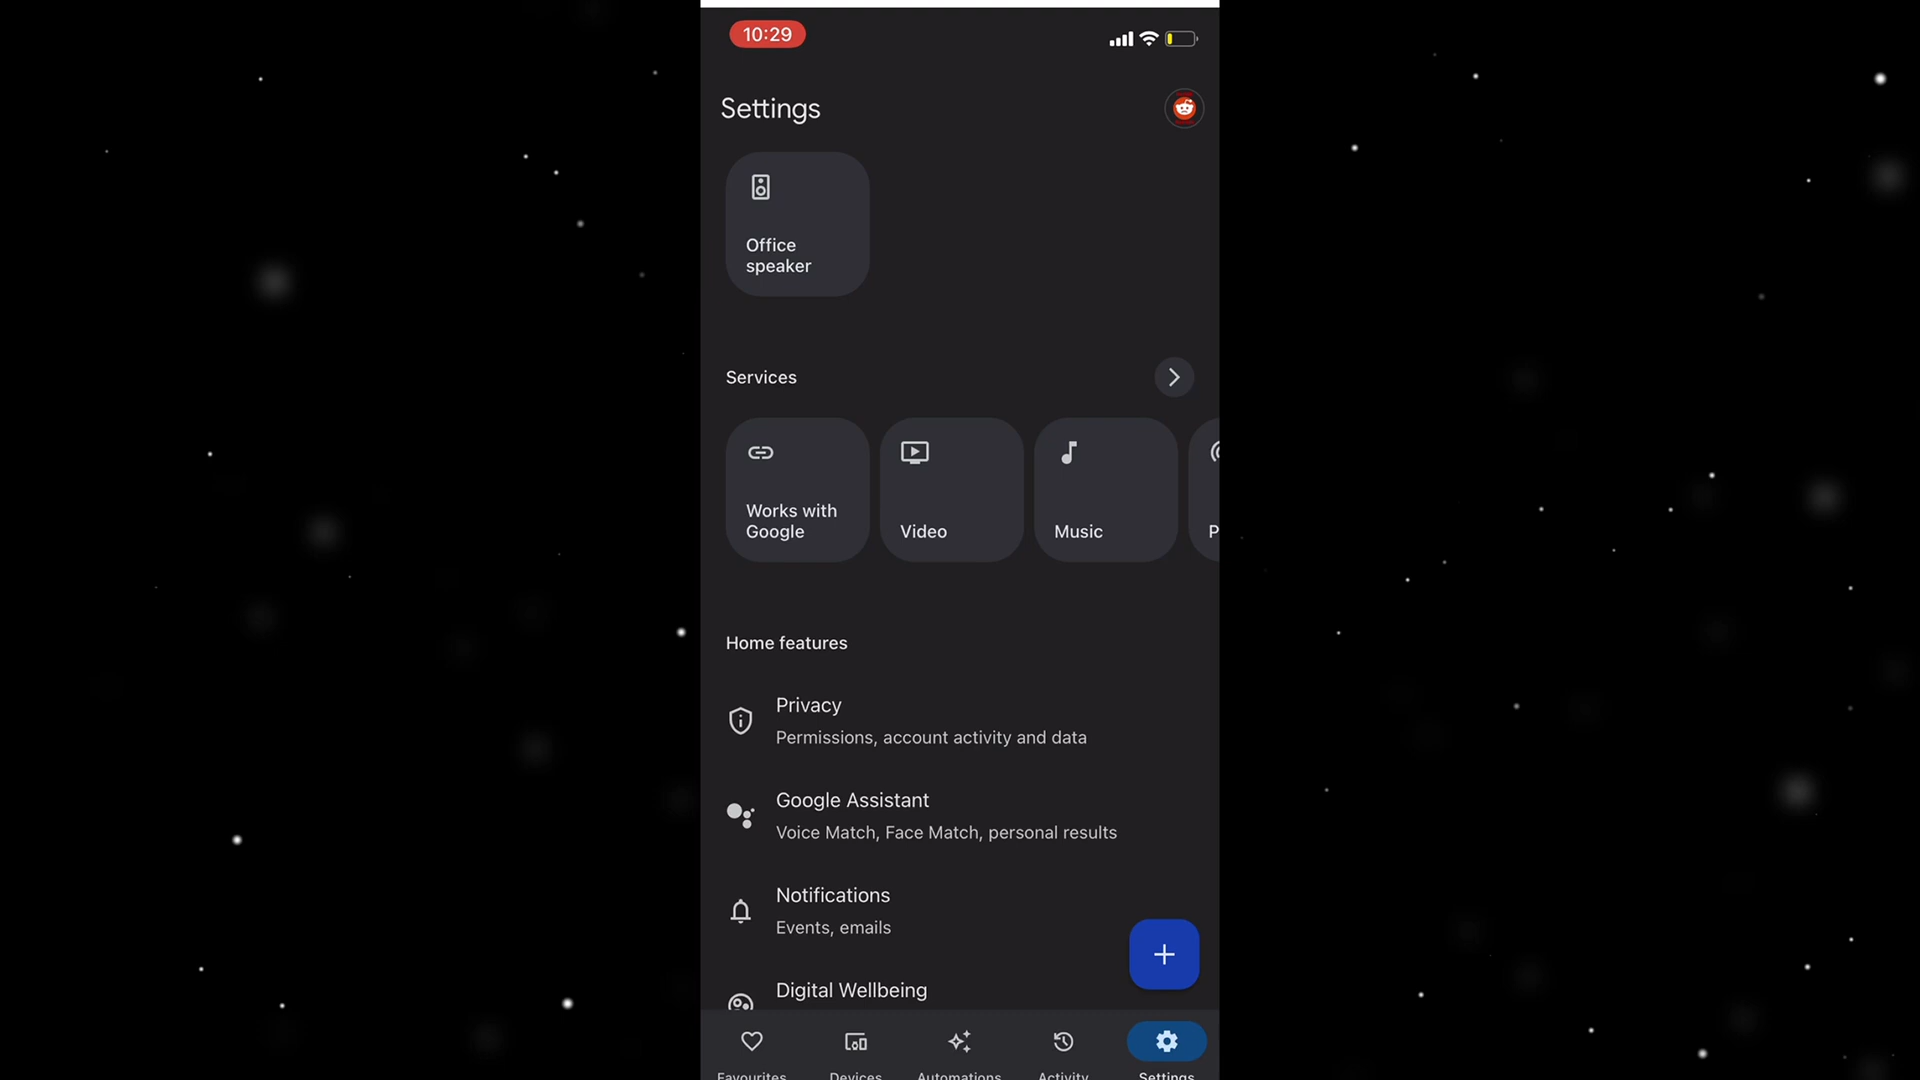 10:29
Settings
Office
speaker
Services
Works with
Google
Video
Music
P
Home features
Privacy
Permissions, account activity and data
Google Assistant
Voice Match, Face Match, personal results
Notifications
Events, emails
Digital Wellbeing
Favourites
Devices
Automations
Activity
Settings